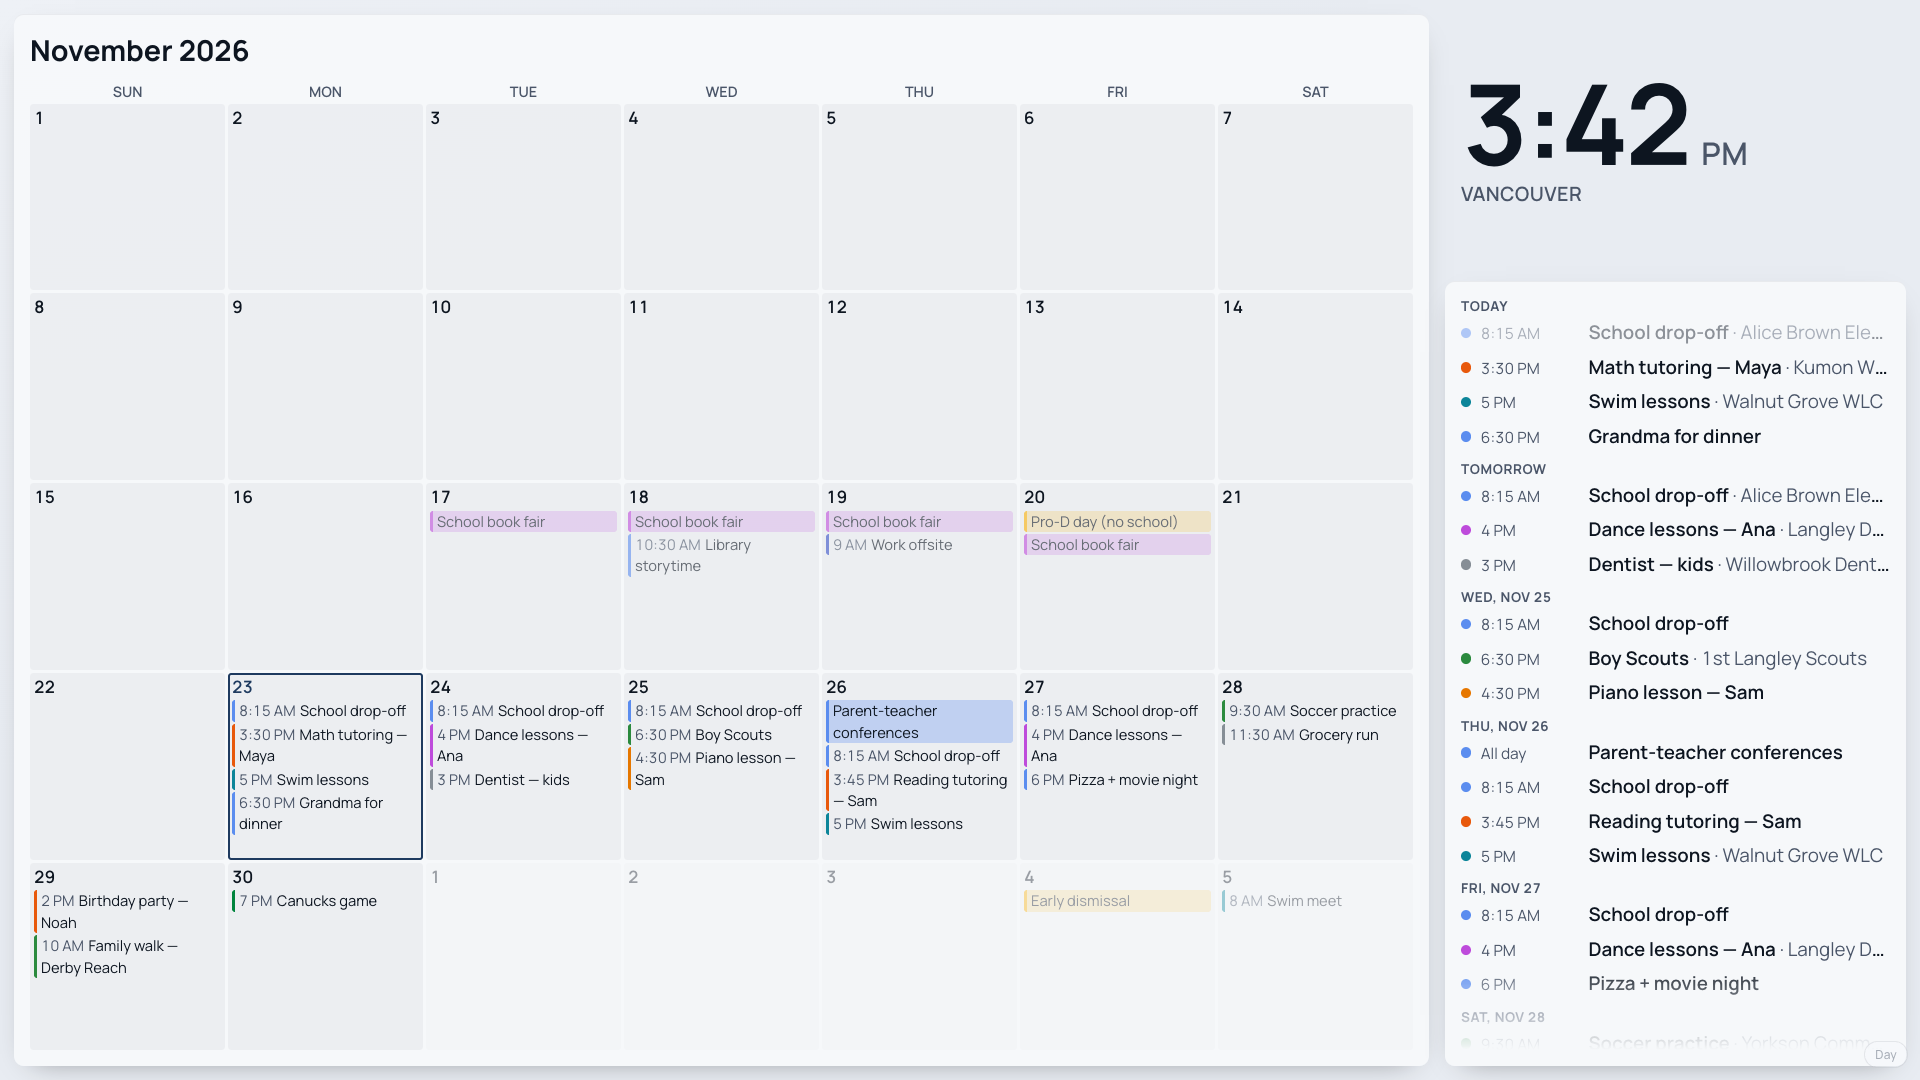 November 2026
SUN MON TUE WED THU FRI SAT
1 2 3 4 5 6 7
8 9 10 11 12 13 14
15 16 17 18 19 20 21
School book fair
School book fair
10:30 AM Library
storytime
School book fair
9 AM Work offsite
Pro-D day (no school)
School book fair
22 23 24 25 26 27 28
8:15 AM School drop-off
3:30 PM Math tutoring —
Maya
5 PM Swim lessons
6:30 PM Grandma for
dinner
8:15 AM School drop-off
4 PM Dance lessons —
Ana
3 PM Dentist — kids
8:15 AM School drop-off
6:30 PM Boy Scouts
4:30 PM Piano lesson —
Sam
Parent-teacher
conferences
8:15 AM School drop-off
3:45 PM Reading tutoring
— Sam
5 PM Swim lessons
8:15 AM School drop-off
4 PM Dance lessons —
Ana
6 PM Pizza + movie night
9:30 AM Soccer practice
11:30 AM Grocery run
29 30 1 2 3 4 5
2 PM Birthday party —
Noah
10 AM Family walk —
Derby Reach
7 PM Canucks game
Early dismissal
8 AM Swim meet
3:42 PM
VANCOUVER
TODAY
8:15 AM School drop-off · Alice Brown Ele...
3:30 PM Math tutoring — Maya · Kumon W...
5 PM Swim lessons · Walnut Grove WLC
6:30 PM Grandma for dinner
TOMORROW
8:15 AM School drop-off · Alice Brown Ele...
4 PM Dance lessons — Ana · Langley D...
3 PM Dentist — kids · Willowbrook Dent...
WED, NOV 25
8:15 AM School drop-off
6:30 PM Boy Scouts · 1st Langley Scouts
4:30 PM Piano lesson — Sam
THU, NOV 26
All day Parent-teacher conferences
8:15 AM School drop-off
3:45 PM Reading tutoring — Sam
5 PM Swim lessons · Walnut Grove WLC
FRI, NOV 27
8:15 AM School drop-off
4 PM Dance lessons — Ana · Langley D...
6 PM Pizza + movie night
SAT, NOV 28
9:30 AM Soccer practice · Yorkson Comm...
Day